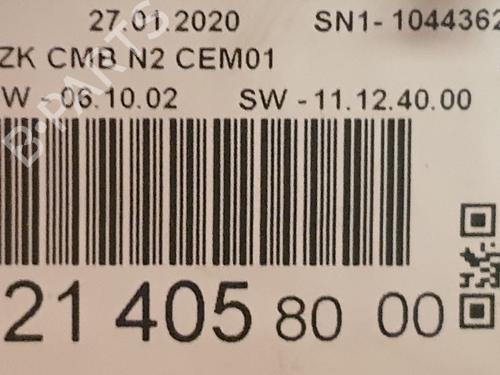 27.01.2020 SN1- 1044362
ZK CMB N2 CEM01
W - 06.10.02 SW -11.12.40.00
B-PARTS
21 405 80 00